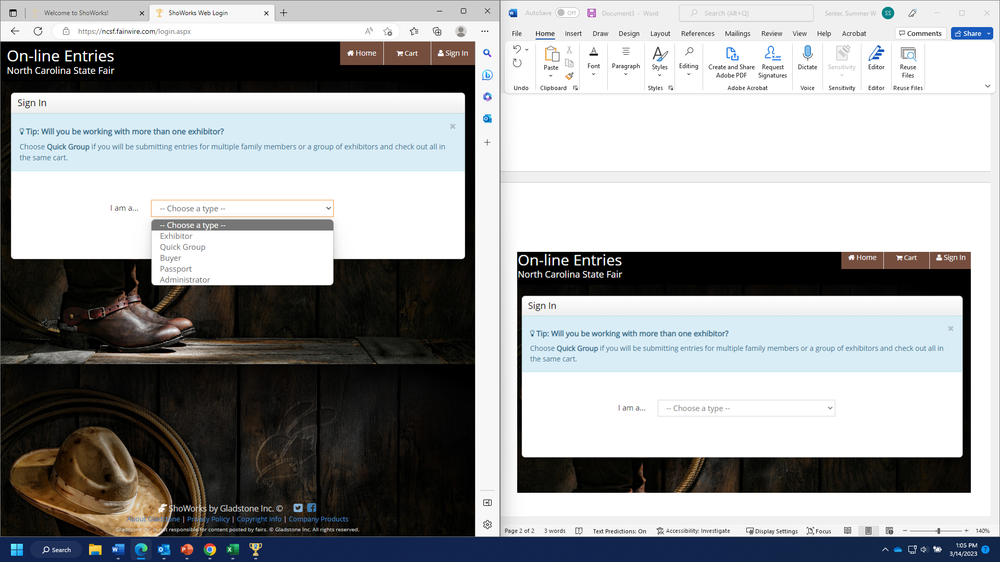 Welcome to ShoWorks!
ShoWorks Web Login
https://ncsf.fairwire.com/login.aspx
On-line Entries
North Carolina State Fair
Home
Cart
Sign In
Sign In
Tip: Will you be working with more than one exhibitor?
Choose Quick Group if you will be submitting entries for multiple family members or a group of exhibitors and check out all in
the same cart.
I am a...
-- Choose a type --
-- Choose a type --
Exhibitor
Quick Group
Buyer
Passport
Administrator
ShoWorks by Gladstone Inc. ©
About Gladstone | Privacy Policy | Copyright Info | Company Products
Gladstone Inc. is not responsible for content posted by fairs. © Gladstone Inc. All rights reserved.
AutoSave Off
Document3 - Word
Search (Alt+Q)
Senter, Summer W SS
File Home Insert Draw Design Layout References Mailings Review View Help Acrobat
Comments Share
Paste
Font
Paragraph
Styles
Editing
Create and Share
Adobe PDF
Request
Signatures
Dictate
Sensitivity
Editor
Reuse
Files
Undo Clipboard Styles Adobe Acrobat Voice Sensitivity Editor Reuse Files
On-line Entries
North Carolina State Fair
Home
Cart
Sign In
Sign In
Tip: Will you be working with more than one exhibitor?
Choose Quick Group if you will be submitting entries for multiple family members or a group of exhibitors and check out all in
the same cart.
I am a...
-- Choose a type --
Page 2 of 2 3 words Text Predictions: On Accessibility: Investigate Display Settings Focus 140%
Search
1:05 PM
3/14/2023
7